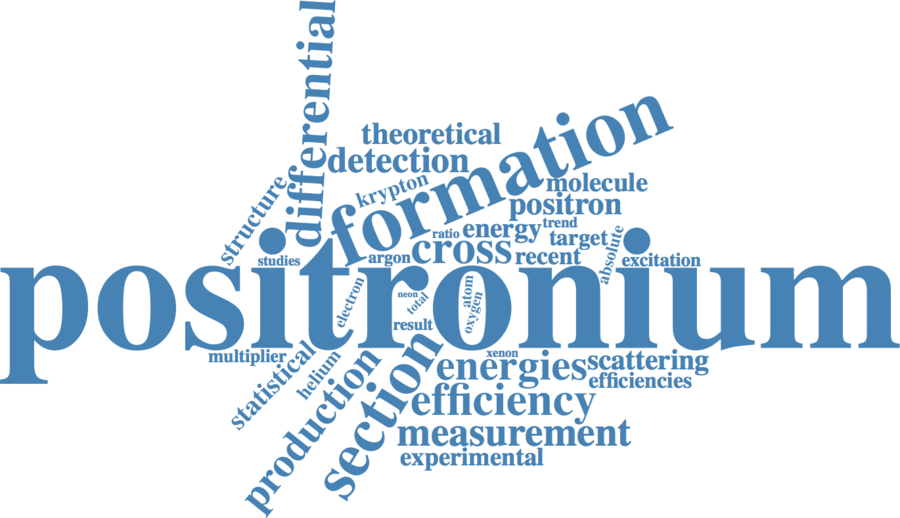 differential
theoretical
detection
formation
krypton
structure
molecule
positron
ratio
energy
trend
target
absolute
studies
argon
cross
recent
excitation
positronium
electron
neon
total
atom
oxygen
result
multiplier
statistical
helium
production
section
xenon
energies
scattering
efficiencies
efficiency
measurement
experimental